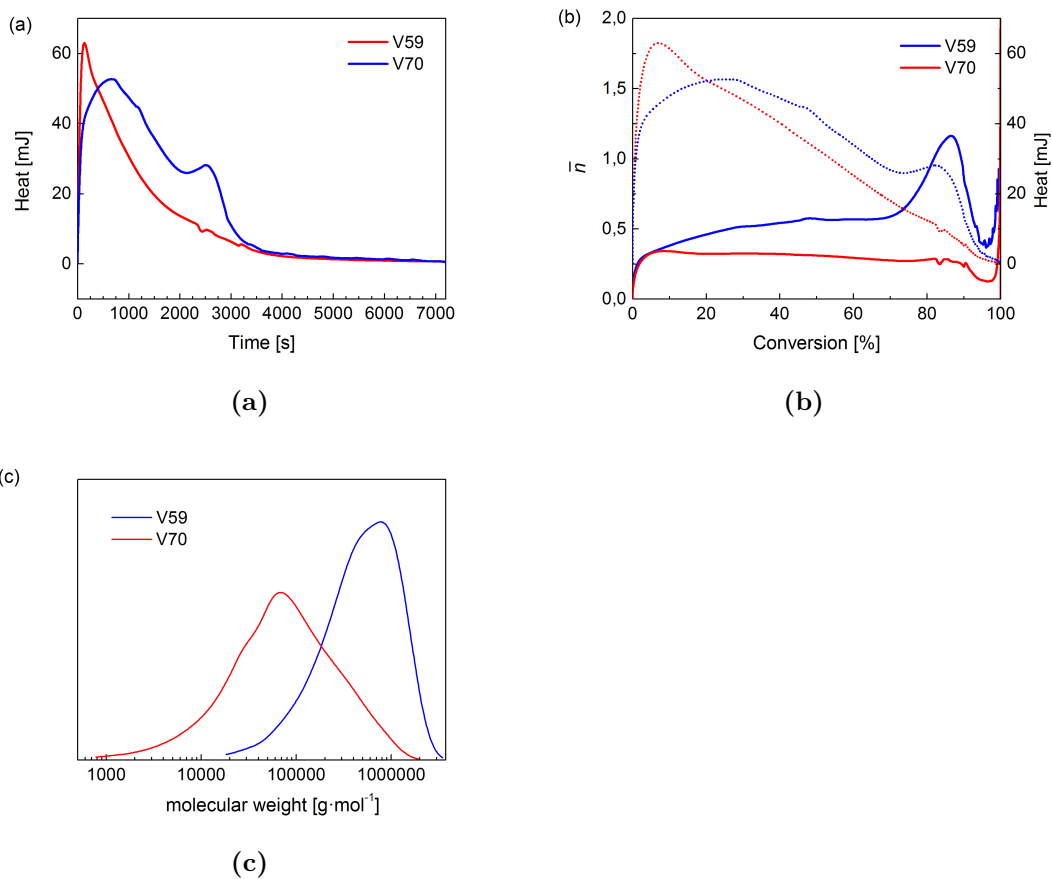 (a)
60
40
20
0
Heat [mJ]
V59
V70
0 1000 2000 3000 4000 5000 6000 7000
Time [s]
(a)
(b)
2,0
1,5
1,0
0,5
0,0
n̅
V59
V70
60
40
20
0
Heat [mJ]
0 20 40 60 80 100
Conversion [%]
(b)
(c)
V59
V70
1000 10000 100000 1000000
molecular weight [g·mol⁻¹]
(c)